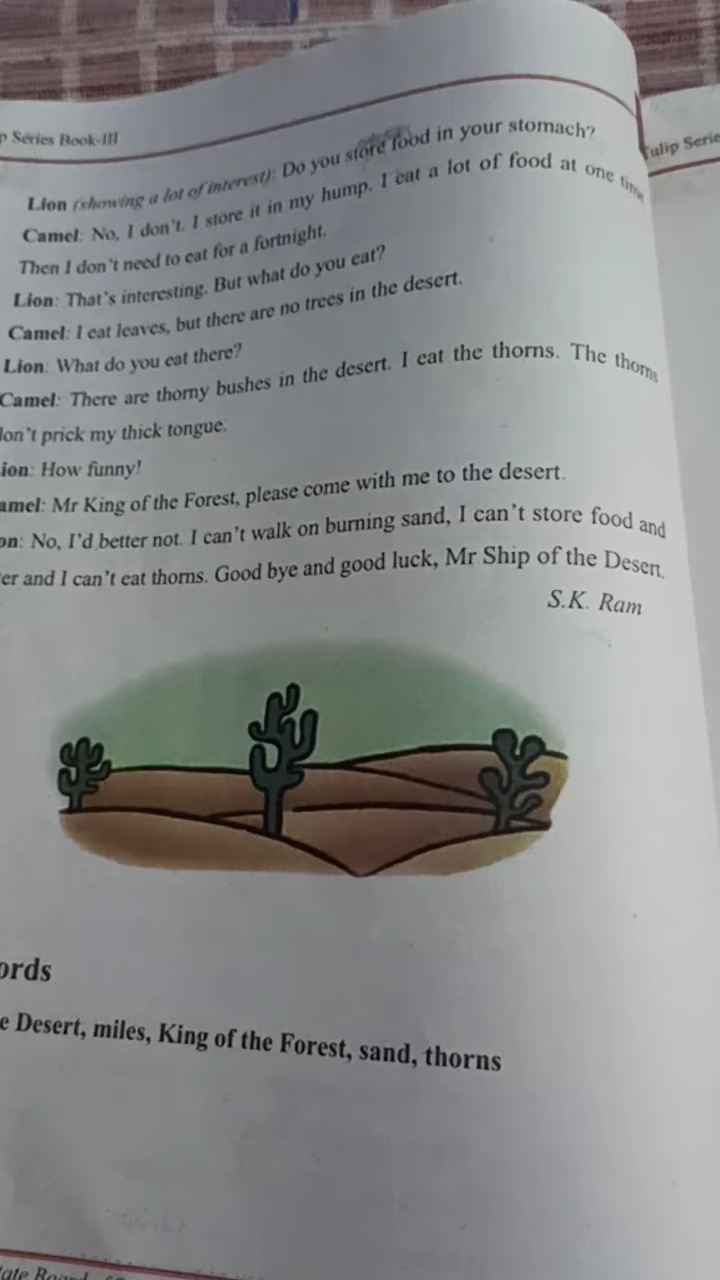 p Series Book-III
Lion (showing a lot of interest): Do you store food in your stomach?
Camel: No, I don't. I store it in my hump. I eat a lot of food at one time
Then I don't need to eat for a fortnight.
Lion: That's interesting. But what do you eat?
Camel: I eat leaves, but there are no trees in the desert.
Lion: What do you eat there?
Camel: There are thorny bushes in the desert. I eat the thorns. The thorns
don't prick my thick tongue.
ion: How funny!
amel: Mr King of the Forest, please come with me to the desert.
on: No, I'd better not. I can't walk on burning sand, I can't store food and
er and I can't eat thorns. Good bye and good luck, Mr Ship of the Desert.
S.K. Ram
ords
e Desert, miles, King of the Forest, sand, thorns
Tulip Serie